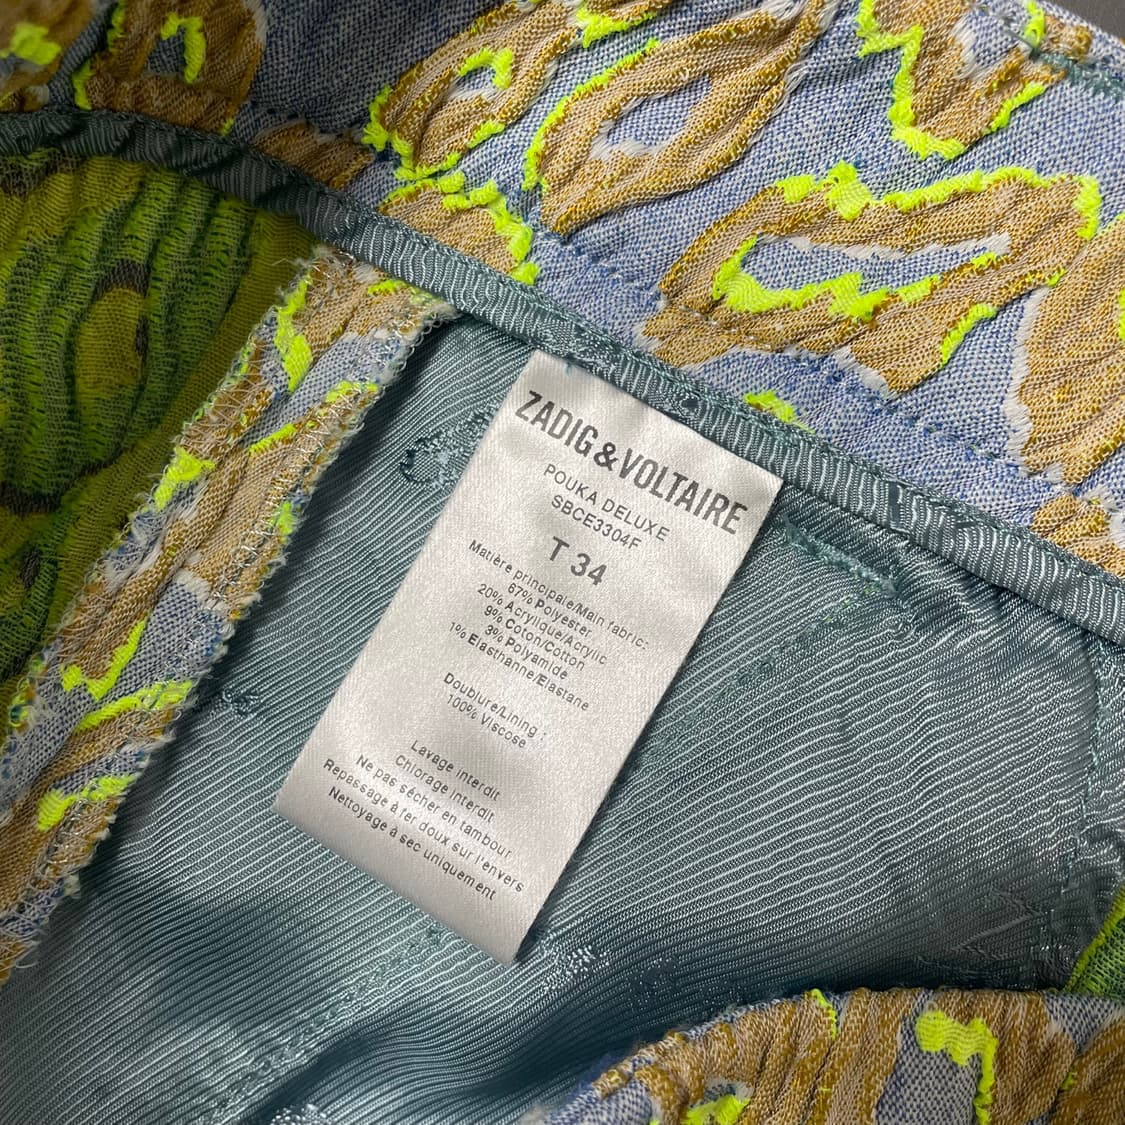 ZADIG & VOLTAIRE
POUKA DELUXE
SBCE3304F
T 34
Matière principale/Main fabric:
67% Polyester
20% Acrylique/Acrylic
9% Coton/Cotton
3% Polyamide
1% Elasthanne/Elastane
Doublure/Lining :
100% Viscose
Lavage interdit
Chlorage interdit
Ne pas sécher en tambour
Repassage à fer doux sur l'envers
Nettoyage à sec uniquement